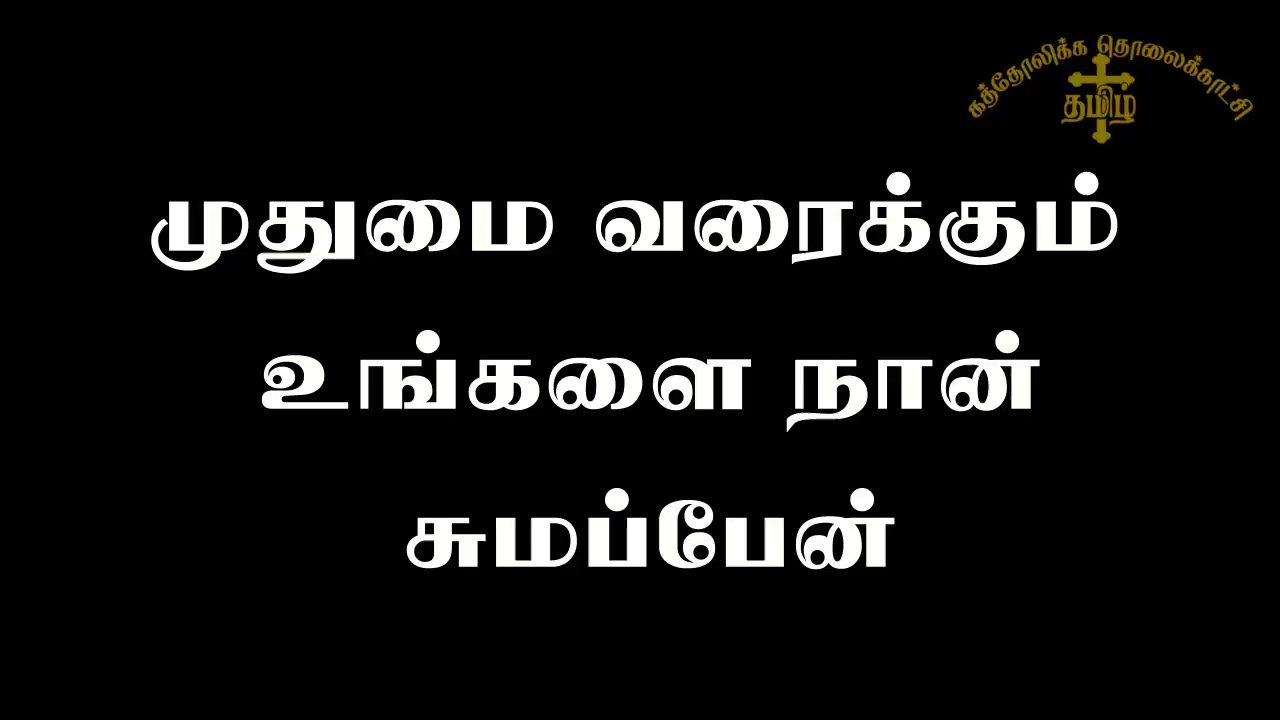 கத்தோலிக்க தொலைக்காட்சி
தமிழ்
முதுமை வரைக்கும்
உங்களை நான்
சுமப்பேன்